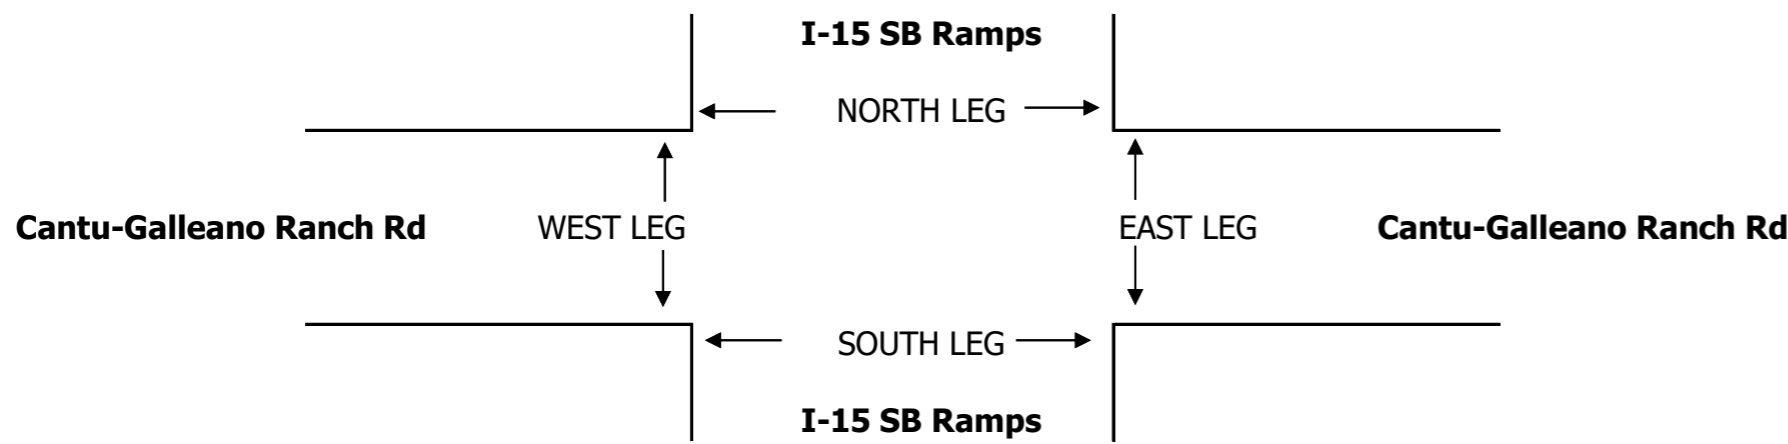 I-15 SB Ramps
NORTH LEG
Cantu-Galleano Ranch Rd
WEST LEG
EAST LEG
Cantu-Galleano Ranch Rd
SOUTH LEG
I-15 SB Ramps